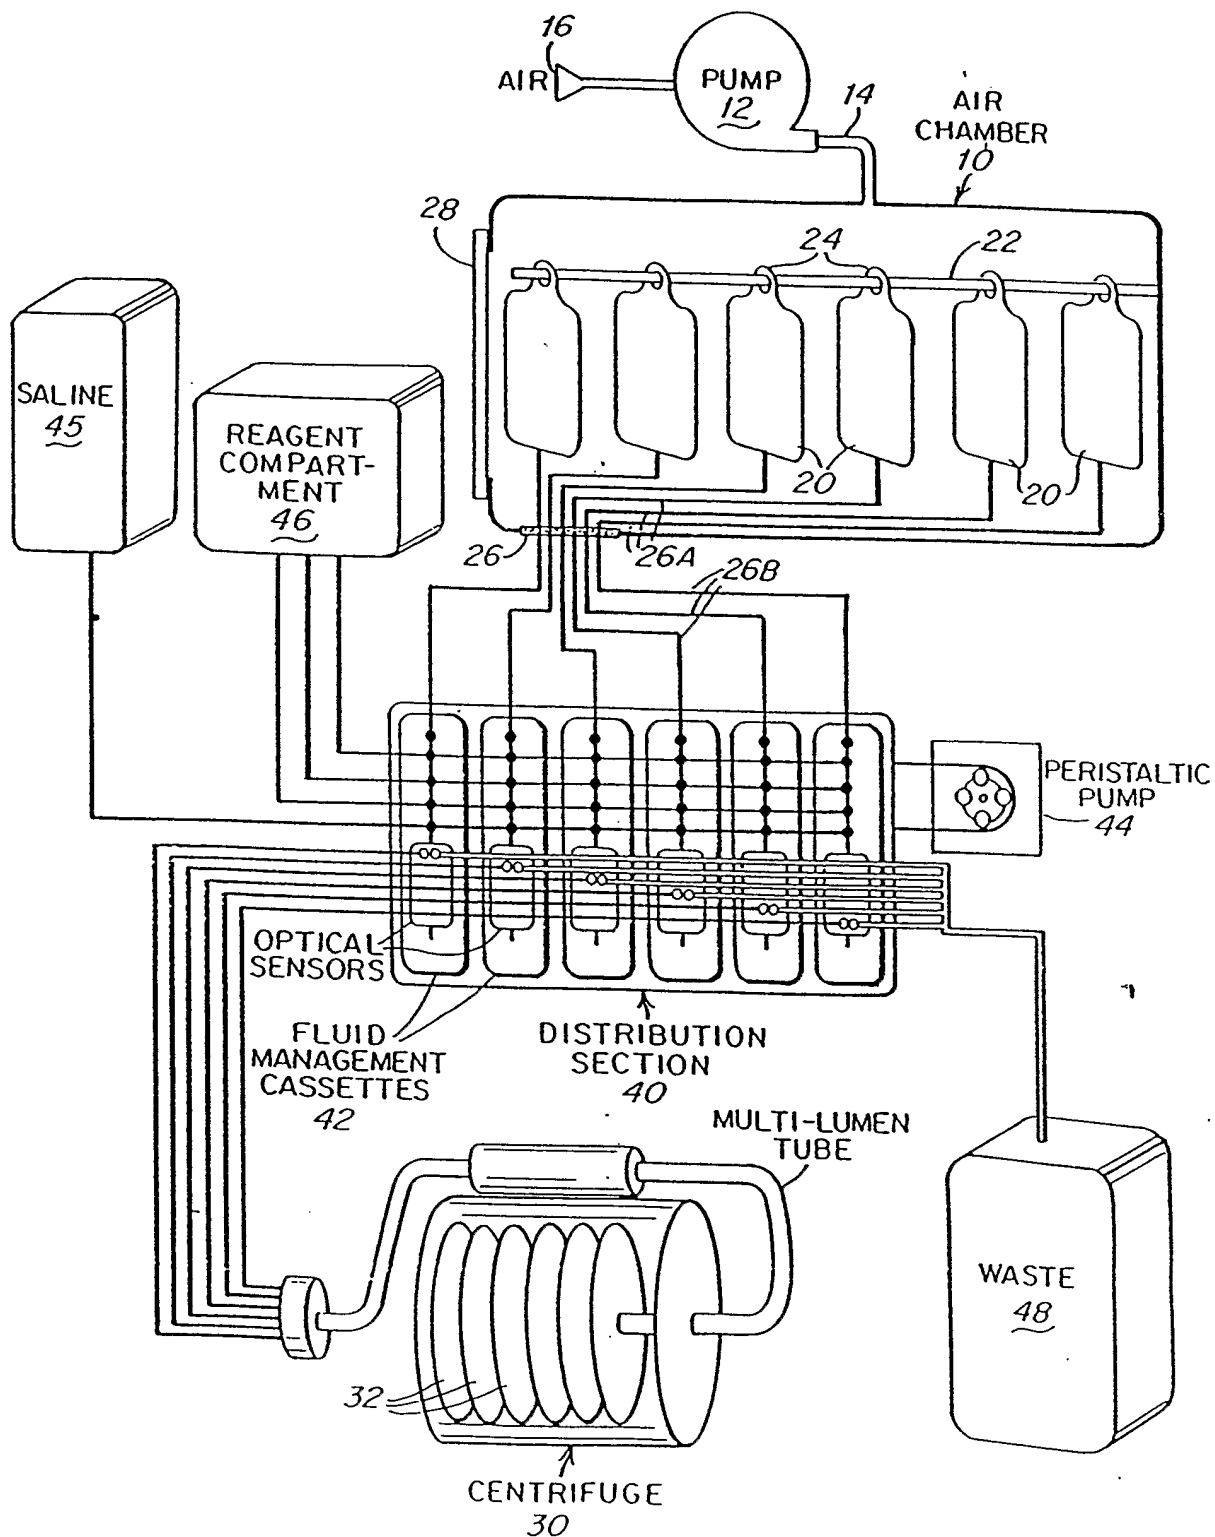 16
AIR
PUMP
12
14
AIR
CHAMBER
10
28
24
22
SALINE
45
REAGENT
COMPART-
MENT
46
20
20
26
26A
26B
PERISTALTIC
PUMP
44
OPTICAL
SENSORS
FLUID
MANAGEMENT
CASSETTES
42
DISTRIBUTION
SECTION
40
MULTI-LUMEN
TUBE
WASTE
48
32
CENTRIFUGE
30